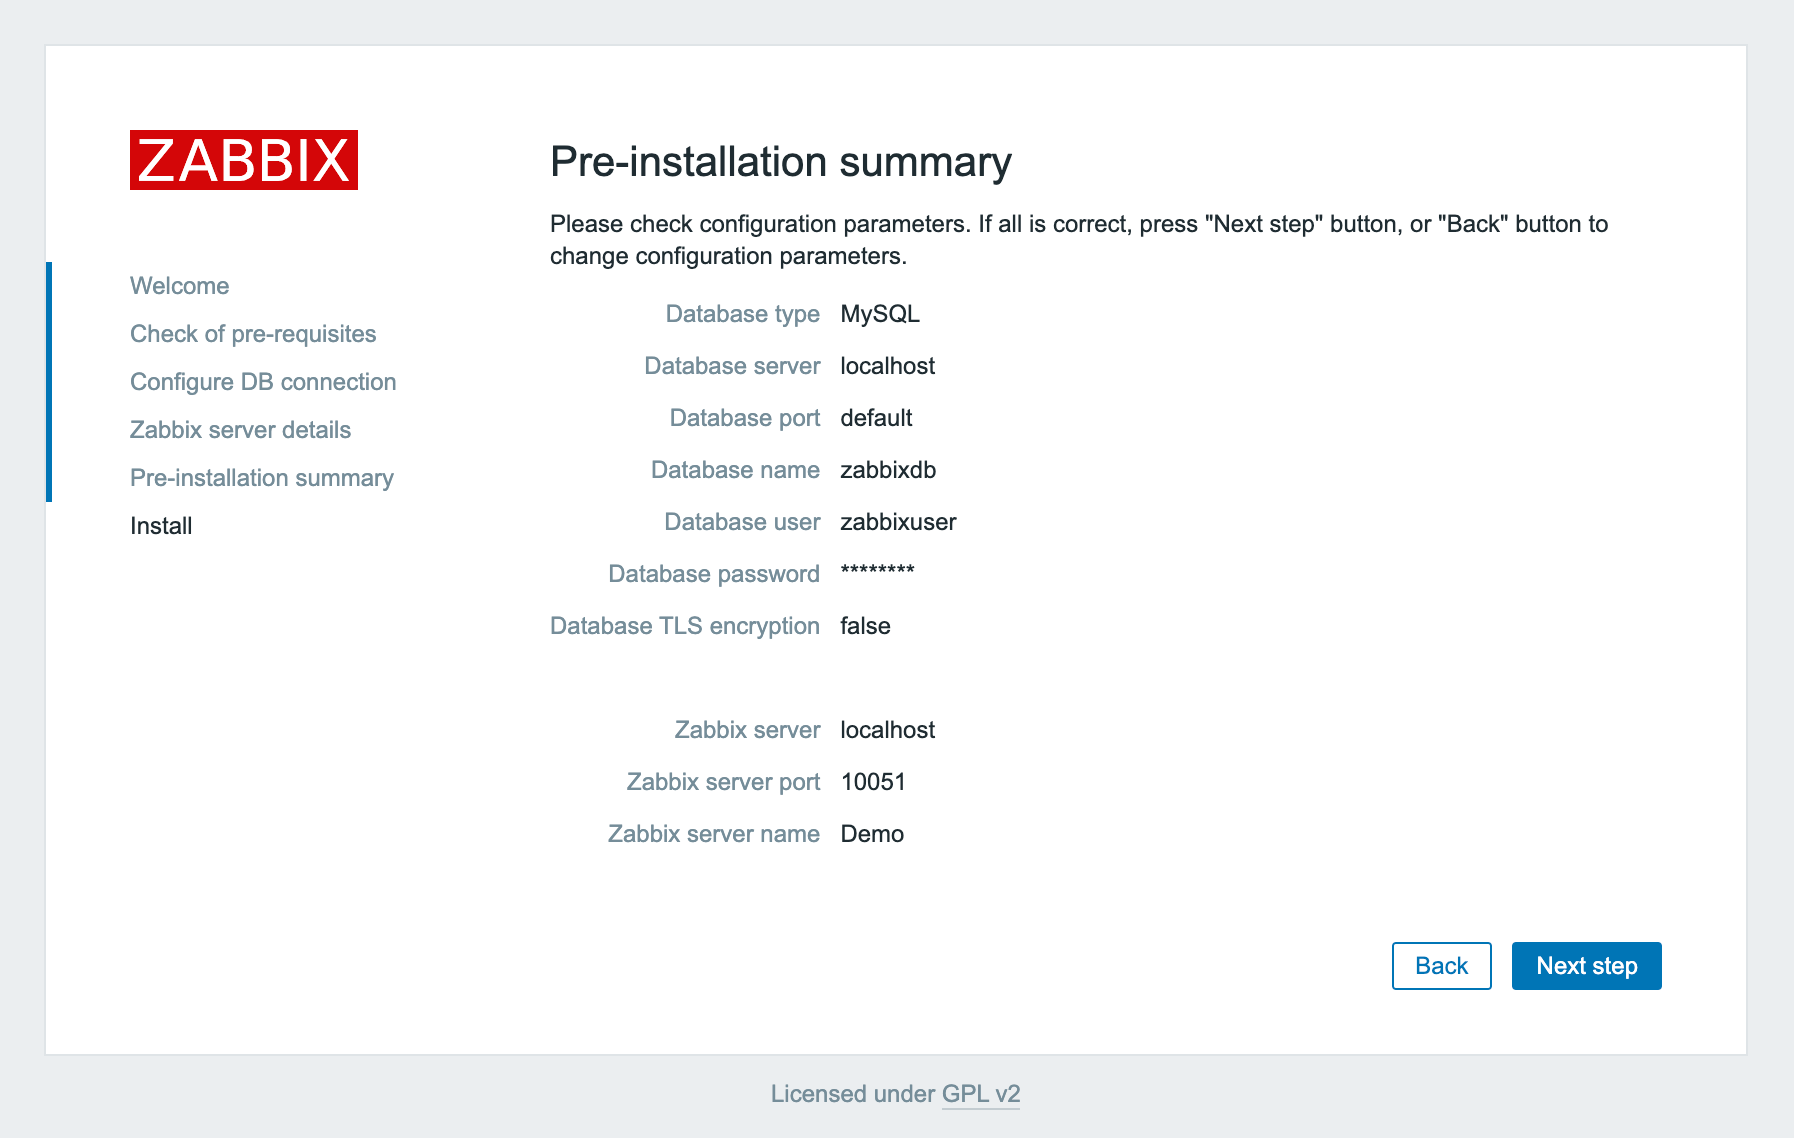 ZABBIX
Welcome
Check of pre-requisites
Configure DB connection
Zabbix server details
Pre-installation summary
Install
Pre-installation summary
Please check configuration parameters. If all is correct, press "Next step" button, or "Back" button to
change configuration parameters.
Database type MySQL
Database server localhost
Database port default
Database name zabbixdb
Database user zabbixuser
Database password ********
Database TLS encryption false
Zabbix server localhost
Zabbix server port 10051
Zabbix server name Demo
Back Next step
Licensed under GPL v2